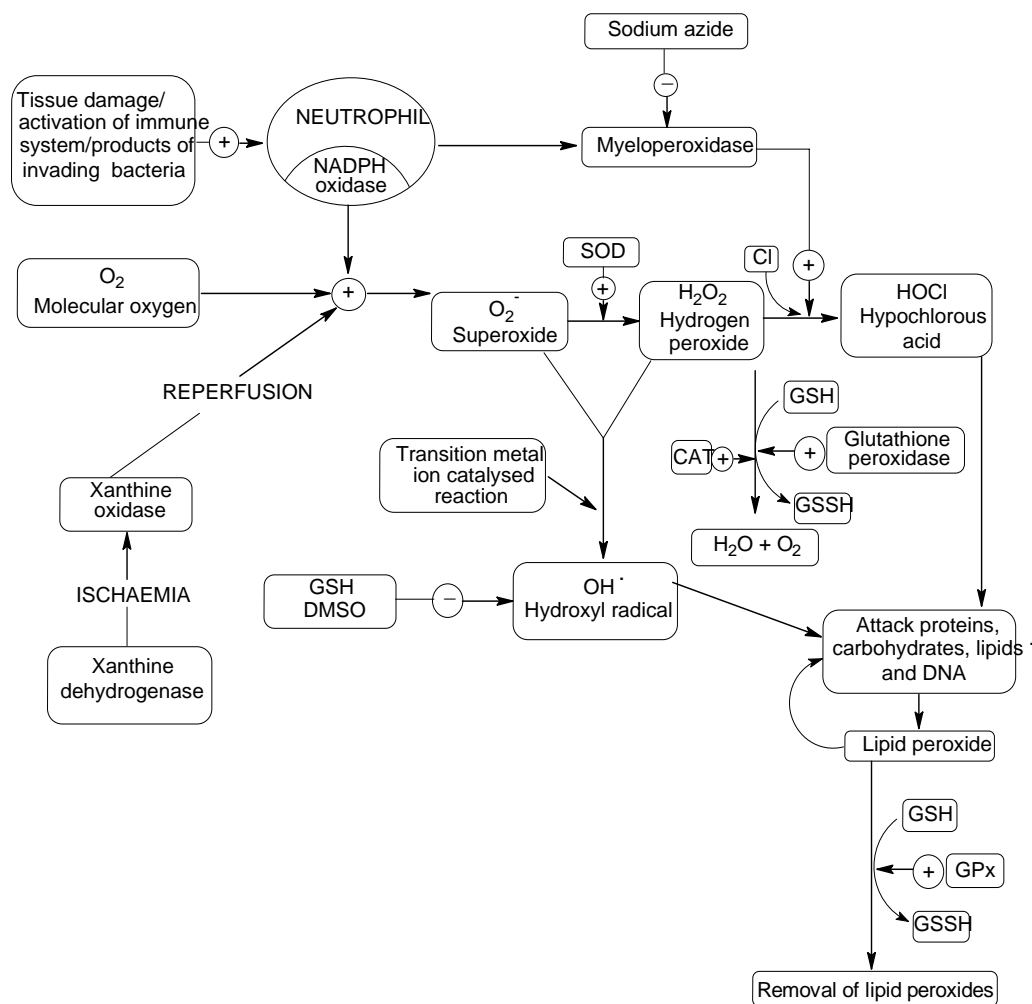 Sodium azide
Tissue damage/
activation of immune
system/products of
invading bacteria
+
NEUTROPHIL
NADPH
oxidase
−
Myeloperoxidase
O2
Molecular oxygen
+
SOD
+
O2-
Superoxide
H2O2
Hydrogen
peroxide
Cl
+
HOCl
Hypochlorous
acid
REPERFUSION
GSH
CAT
+
+
Glutathione
peroxidase
GSSH
H2O + O2
Transition metal
ion catalysed
reaction
Xanthine
oxidase
ISCHAEMIA
Xanthine
dehydrogenase
GSH
DMSO
−
OH·
Hydroxyl radical
Attack proteins,
carbohydrates, lipids
and DNA
Lipid peroxide
GSH
+
GPx
GSSH
Removal of lipid peroxides